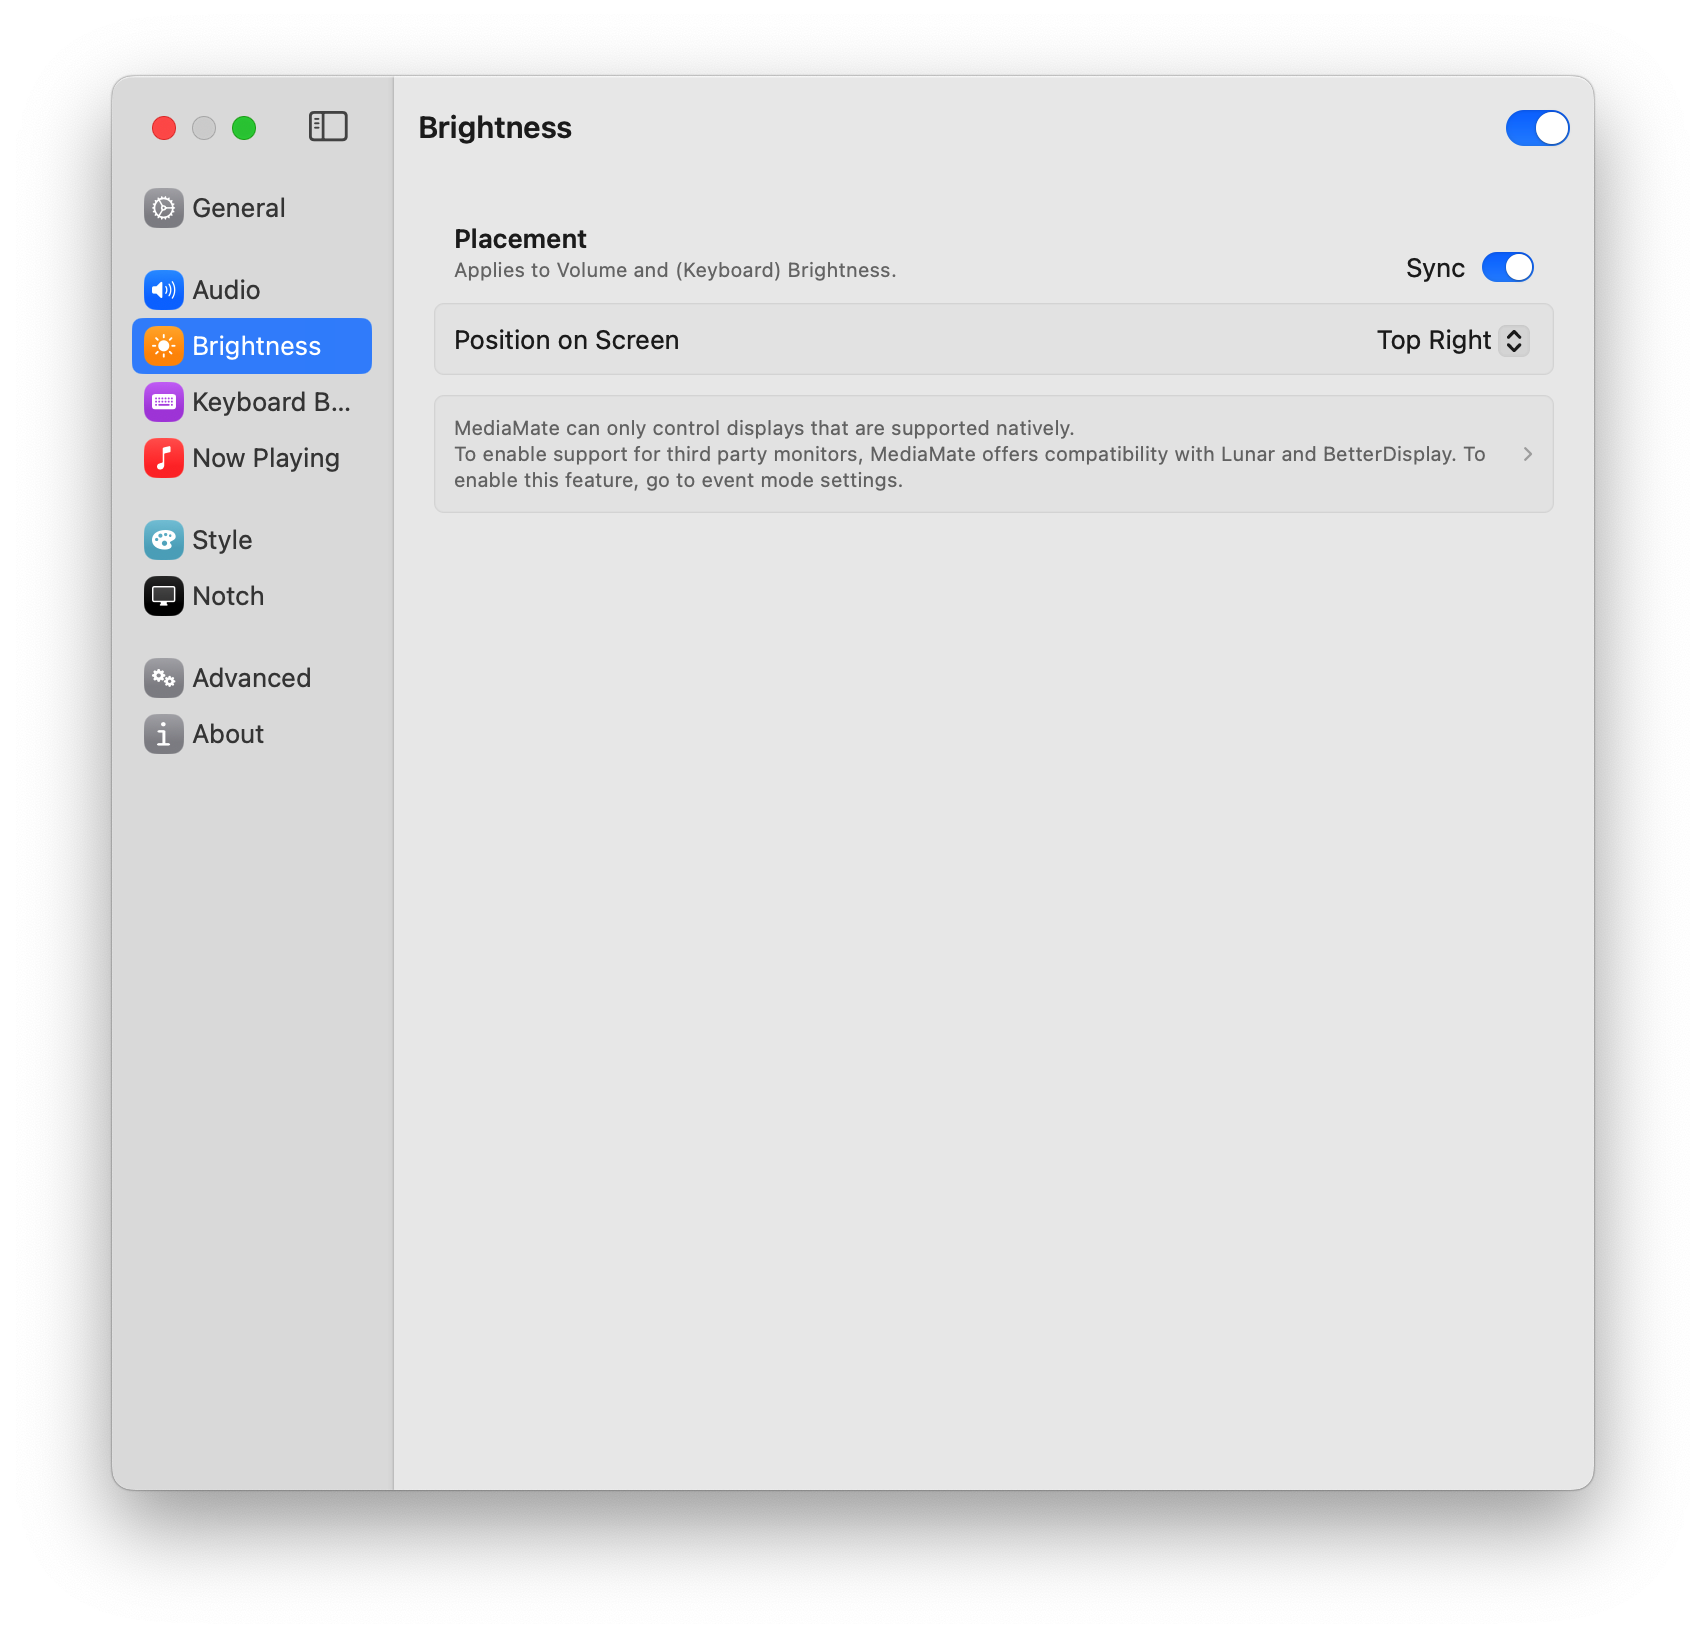 Brightness
General
Audio
Brightness
Keyboard B...
Now Playing
Style
Notch
Advanced
About
Placement
Applies to Volume and (Keyboard) Brightness.
Sync
Position on Screen
Top Right
MediaMate can only control displays that are supported natively.
To enable support for third party monitors, MediaMate offers compatibility with Lunar and BetterDisplay. To
enable this feature, go to event mode settings.